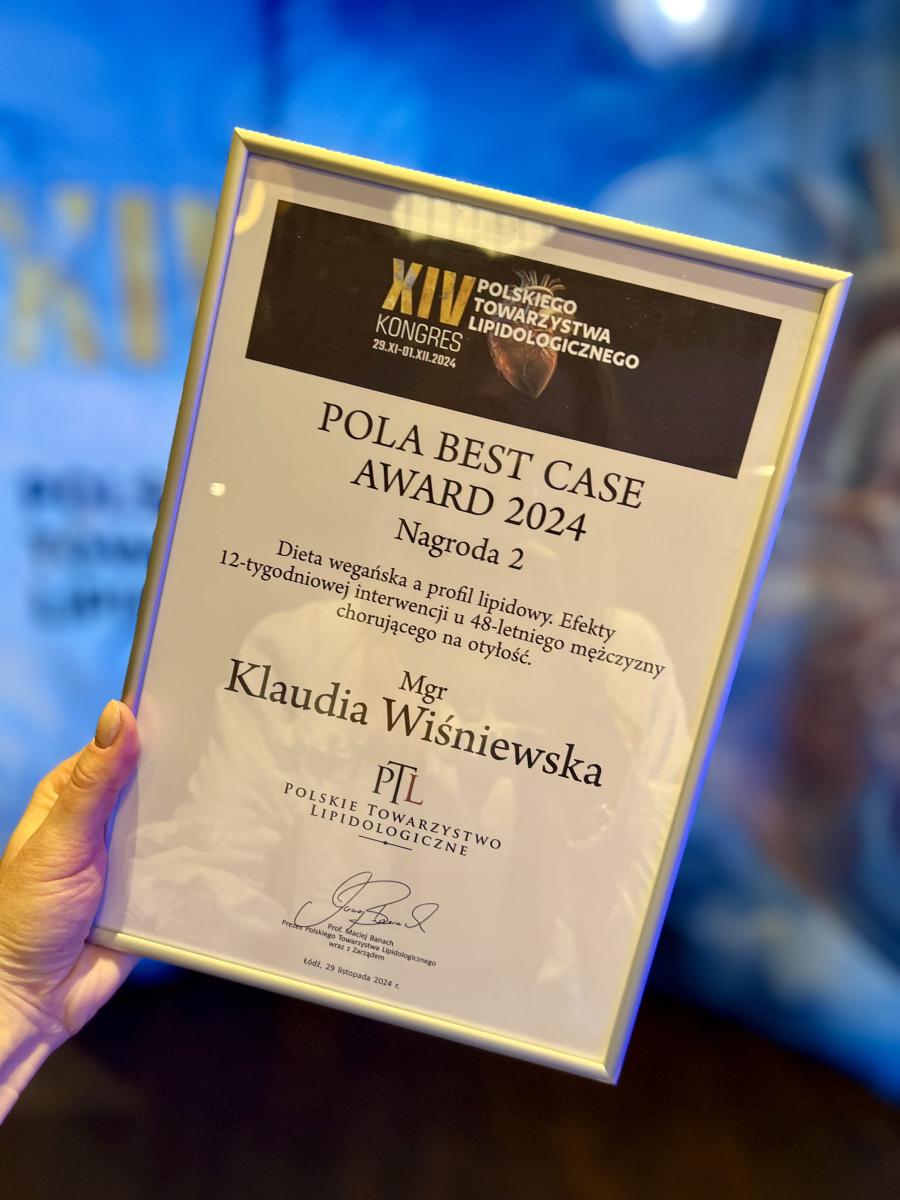 XIV
KONGRES
29.XI-01.XII.2024
POLSKIEGO
TOWARZYSTWA
LIPIDOLOGICZNEGO
POLA BEST CASE
AWARD 2024
Nagroda 2
Dieta wegańska a profil lipidowy. Efekty
12-tygodniowej interwencji u 48-letniego mężczyzny
chorującego na otyłość.
Mgr
Klaudia Wiśniewska
PTL
POLSKIE TOWARZYSTWO
LIPIDOLOGICZNE
Prof. Maciej Banach
Prezes Polskiego Towarzystwa Lipidologicznego
wraz z Zarządem
Łódź, 29 listopada 2024 r.
XIV